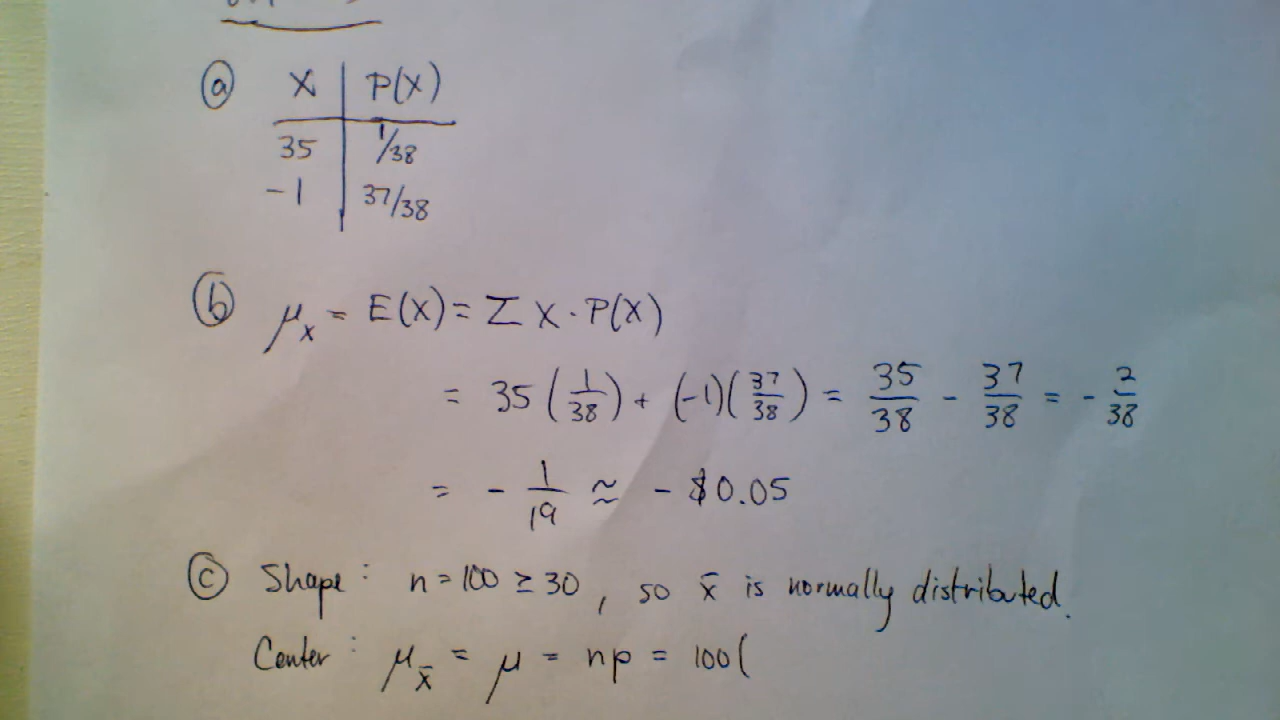 ⓐ X | P(X)
35 | 1/38
-1 | 37/38
ⓑ μₓ = E(X) = Σ X · P(X)
= 35 (1/38) + (-1)(37/38) = 35/38 - 37/38 = - 2/38
= - 1/19 ≈ - $0.05
ⓒ Shape : n = 100 ≥ 30 , so x̄ is normally distributed.
Center : μ_x̄ = μ = np = 100(